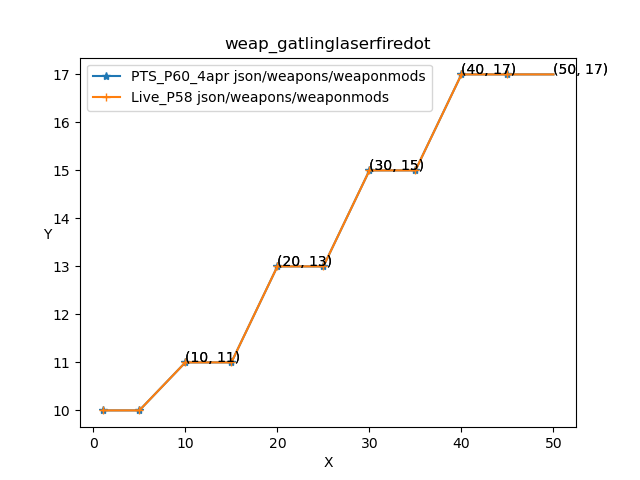 weap_gatlinglaserfiredot
PTS_P60_4apr json/weapons/weaponmods
Live_P58 json/weapons/weaponmods
(40, 17)
(50, 17)
(30, 15)
(20, 13)
(10, 11)
17
16
15
14
13
12
11
10
Y
0 10 20 30 40 50
X